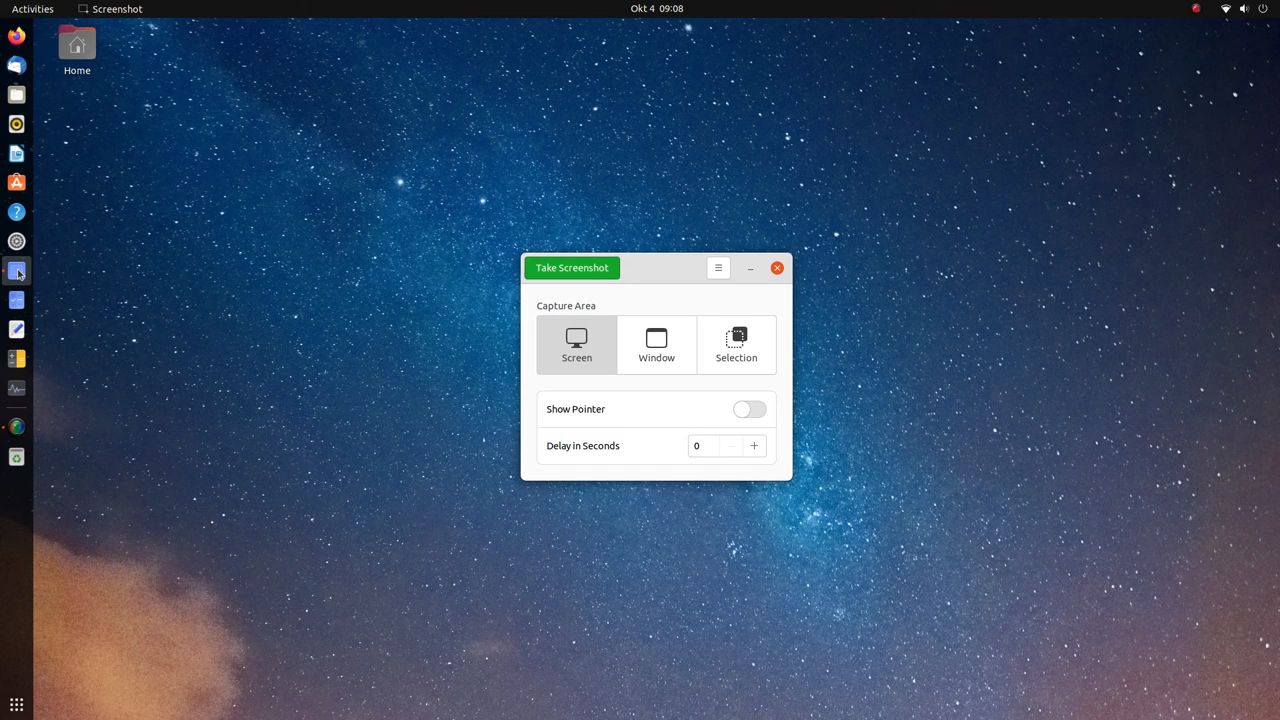 Activities
Screenshot
Okt 4 09:08
Home
Take Screenshot
Capture Area
Screen
Window
Selection
Show Pointer
Delay in Seconds
0